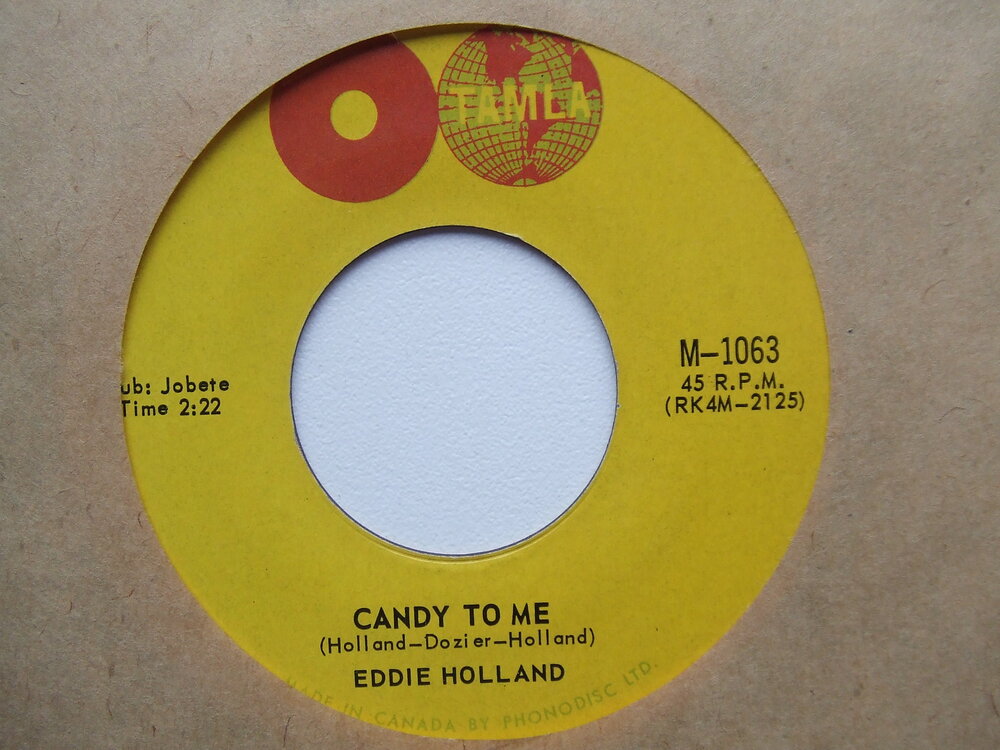 TAMLA
ub: Jobete
Time 2:22
M-1063
45 R.P.M.
(RK4M-2125)
CANDY TO ME
(Holland-Dozier-Holland)
EDDIE HOLLAND
MADE IN CANADA BY PHONODISC LTD.